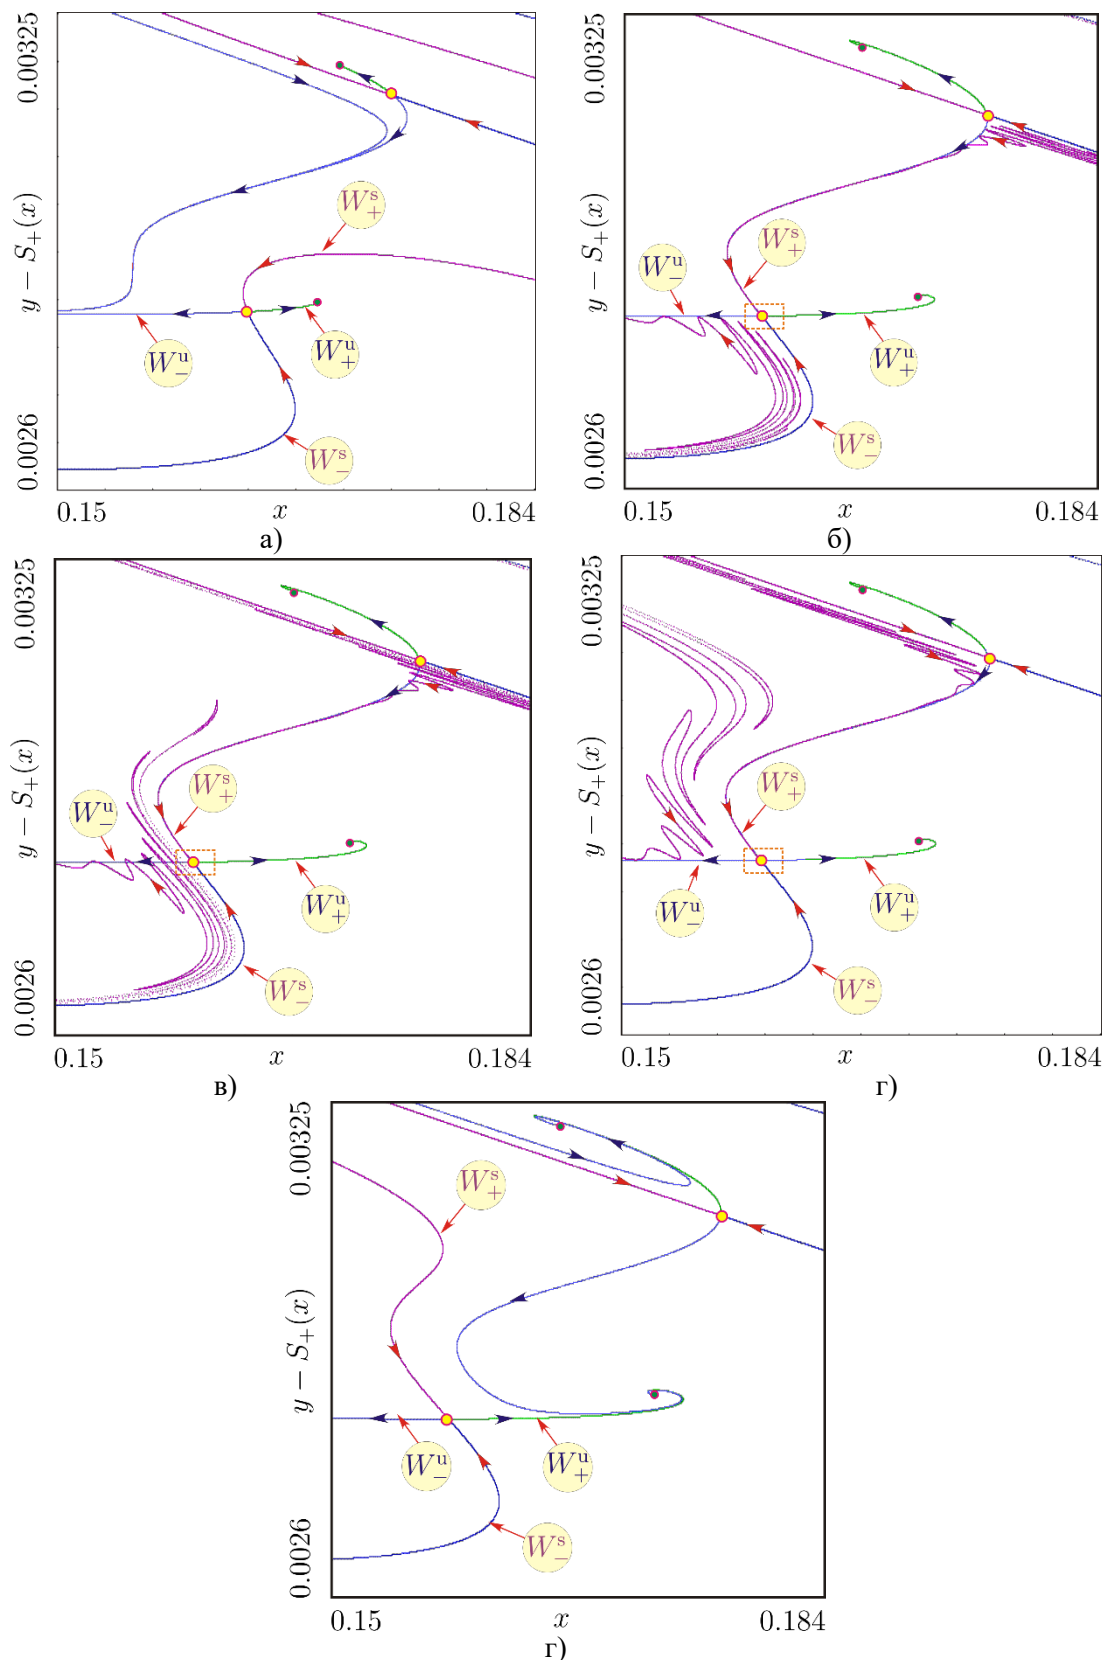 0.00325
y − S₊(x)
0.0026
W₊ˢ
W₋ᵘ
W₊ᵘ
W₋ˢ
0.15
x
0.184
а)
0.00325
y − S₊(x)
0.0026
W₊ˢ
W₋ᵘ
W₊ᵘ
W₋ˢ
0.15
x
0.184
б)
0.00325
y − S₊(x)
0.0026
W₊ˢ
W₋ᵘ
W₊ᵘ
W₋ˢ
0.15
x
0.184
в)
0.00325
y − S₊(x)
0.0026
W₊ˢ
W₋ᵘ
W₊ᵘ
W₋ˢ
0.15
x
0.184
г)
0.00325
y − S₊(x)
0.0026
W₊ˢ
W₋ᵘ
W₊ᵘ
W₋ˢ
0.15
x
0.184
г)